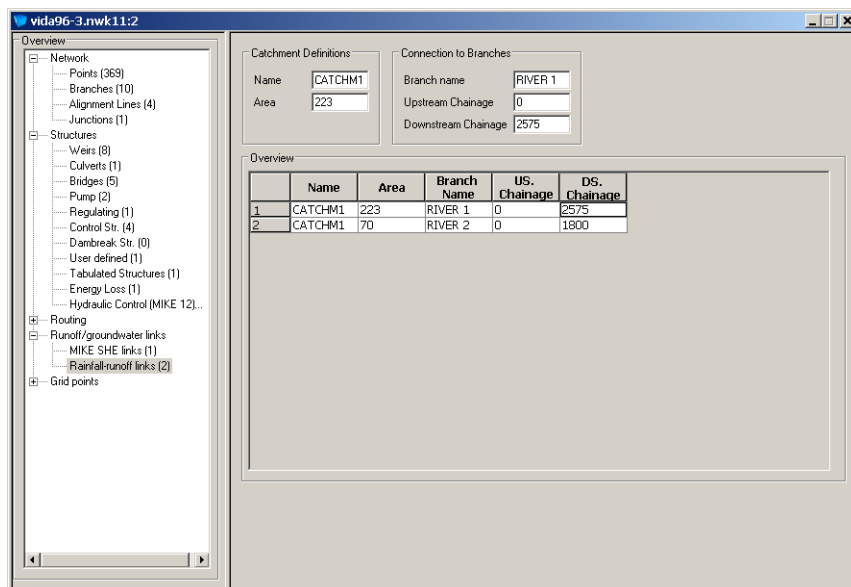 vida96-3.nwk11:2
Overview
Network
Points (369)
Branches (10)
Alignment Lines (4)
Junctions (1)
Structures
Weirs (8)
Culverts (1)
Bridges (5)
Pump (2)
Regulating (1)
Control Str. (4)
Dambreak Str. (0)
User defined (1)
Tabulated Structures (1)
Energy Loss (1)
Hydraulic Control (MIKE 12)...
Routing
Runoff/groundwater links
MIKE SHE links (1)
Rainfall-runoff links (2)
Grid points
Catchment Definitions
Name CATCHM1
Area 223
Connection to Branches
Branch name RIVER 1
Upstream Chainage 0
Downstream Chainage 2575
Overview
Name Area Branch Name US. Chainage DS. Chainage
1 CATCHM1 223 RIVER 1 0 2575
2 CATCHM1 70 RIVER 2 0 1800